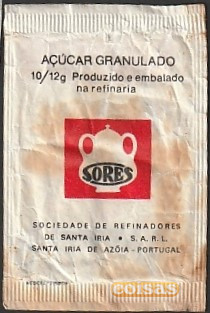 AÇÚCAR GRANULADO
10/12g Produzido e embalado
na refinaria
SORES
SOCIEDADE DE REFINADORES
DE SANTA IRIA • S.A.R.L.
SANTA IRIA DE AZÓIA - PORTUGAL
coisas